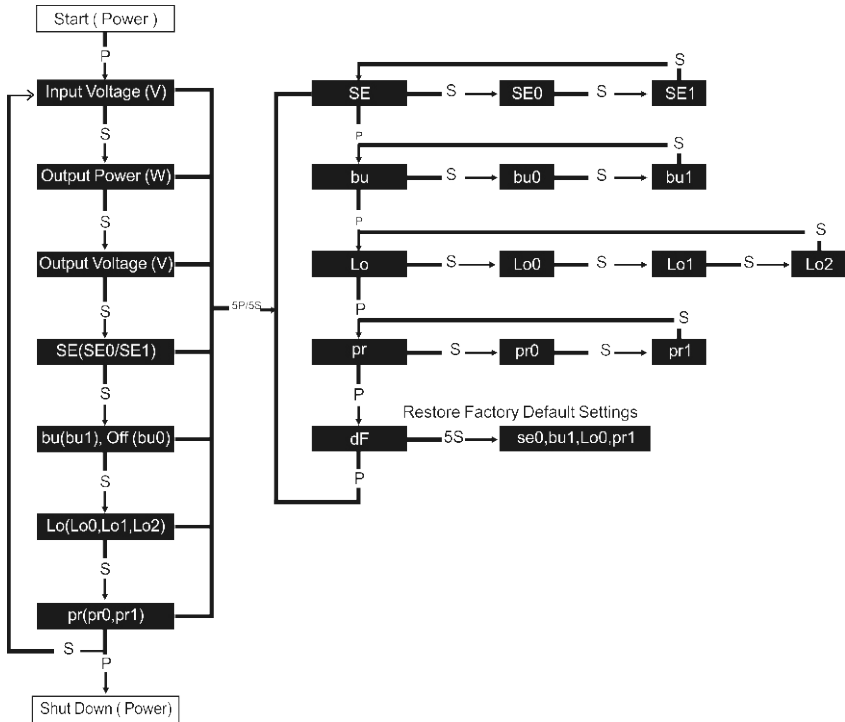 Start ( Power )
P
Input Voltage (V)
S
Output Power (W)
S
Output Voltage (V)
S
SE(SE0/SE1)
S
bu(bu1), Off (bu0)
S
Lo(Lo0,Lo1,Lo2)
S
pr(pr0,pr1)
S
P
Shut Down ( Power)
5P/5S
S
SE S SE0 S SE1
P
S
bu S bu0 S bu1
P
S
Lo S Lo0 S Lo1 S Lo2
P
S
pr S pr0 S pr1
P
Restore Factory Default Settings
dF 5S se0,bu1,Lo0,pr1
P